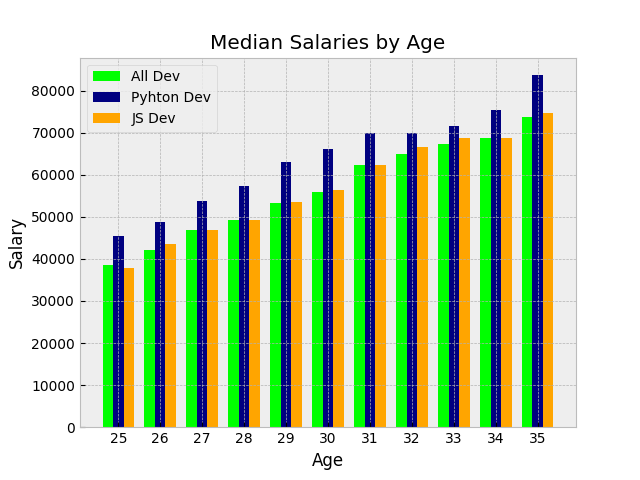 Median Salaries by Age
All Dev
Pyhton Dev
JS Dev
80000
70000
60000
50000
40000
30000
20000
10000
0
Salary
25 26 27 28 29 30 31 32 33 34 35
Age